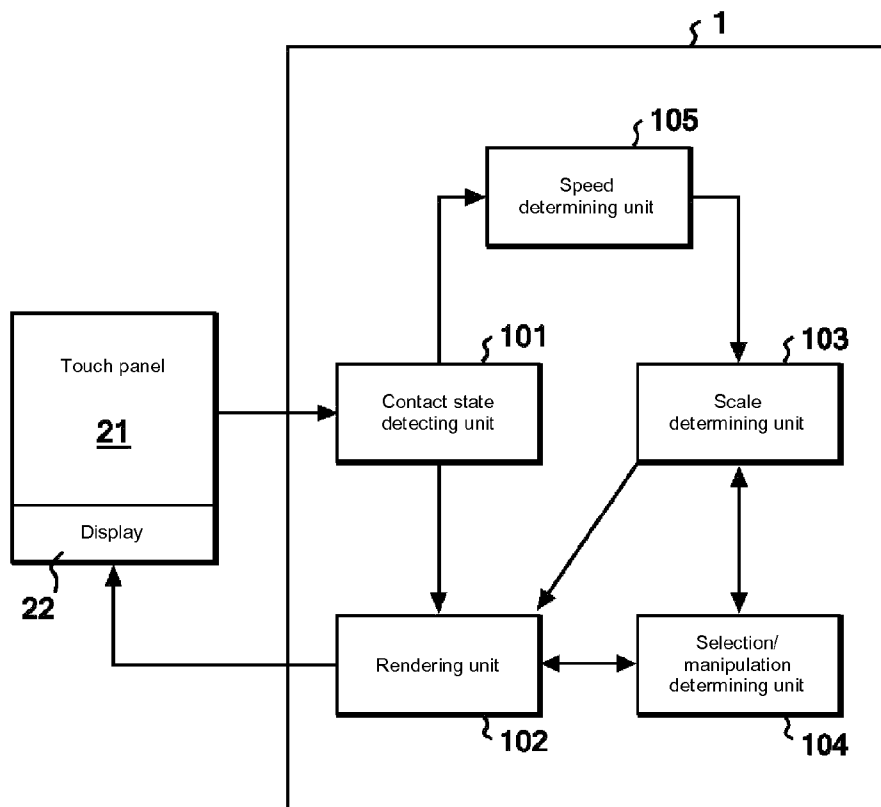 1
105
Speed
determining unit
Touch panel
21
Display
22
101
Contact state
detecting unit
103
Scale
determining unit
Rendering unit
102
Selection/
manipulation
determining unit
104